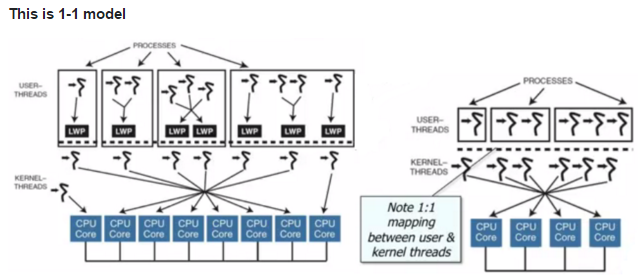 This is 1-1 model
PROCESSES
USER-
THREADS
LWP LWP LWP LWP LWP LWP LWP
KERNEL-
THREADS
CPU CPU CPU CPU CPU CPU CPU CPU
Core Core Core Core Core Core Core Core
PROCESSES
USER-
THREADS
KERNEL-
THREADS
Note 1:1
mapping
between user &
kernel threads
CPU CPU CPU CPU
Core Core Core Core